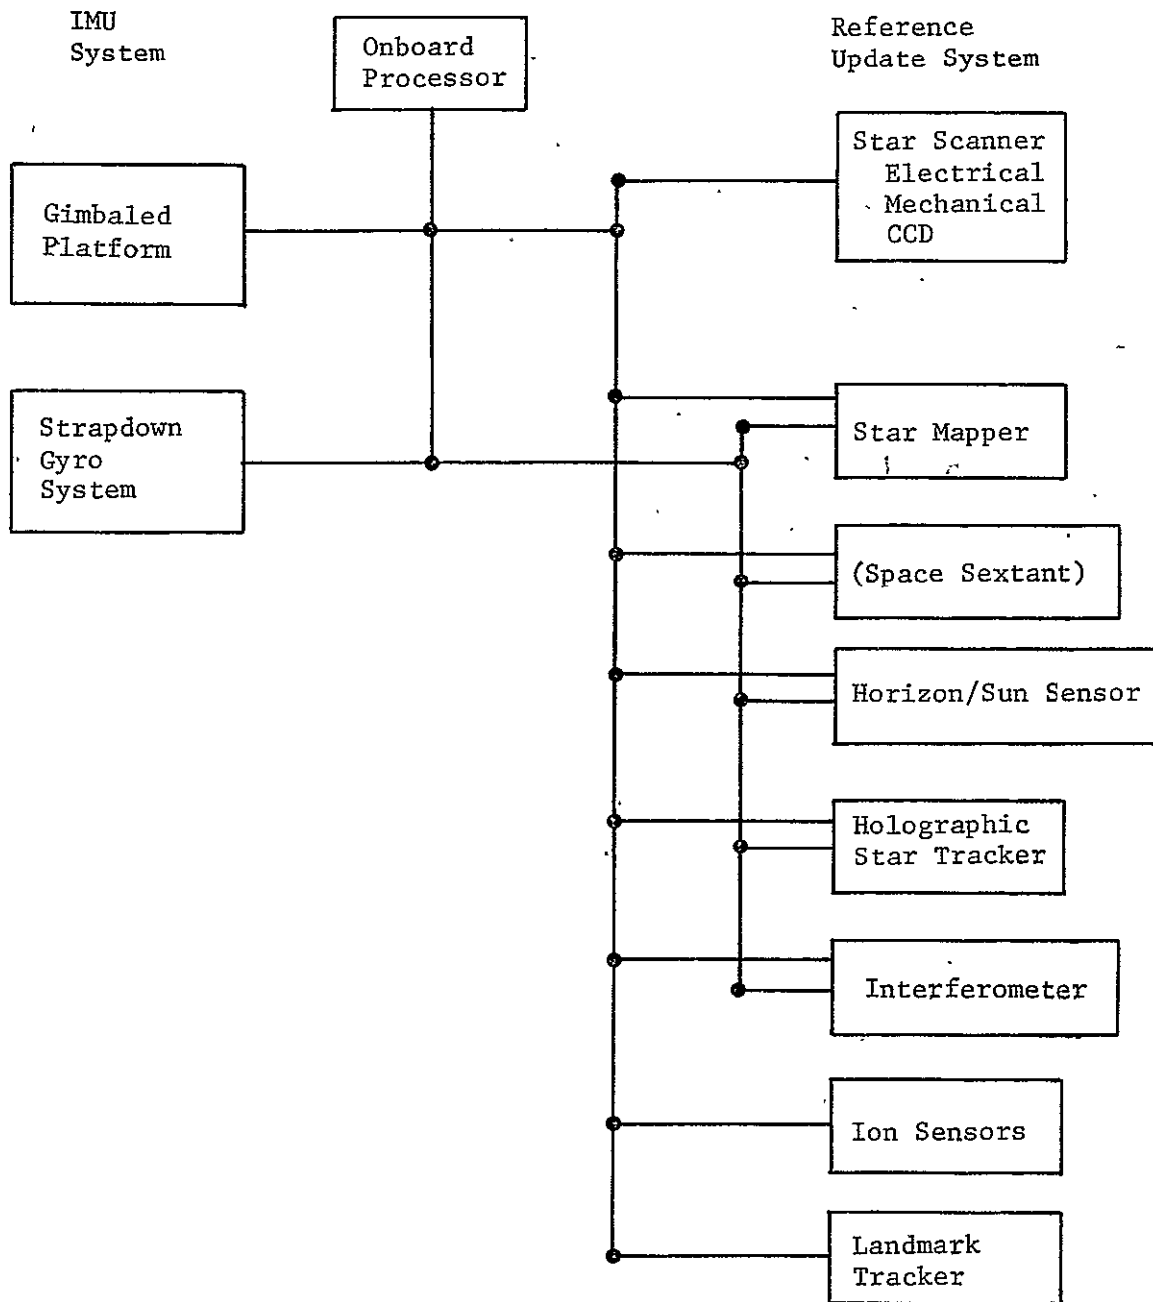 IMU
System
Onboard
Processor
Reference
Update System
Gimbaled
Platform
Strapdown
Gyro
System
Star Scanner
Electrical
Mechanical
CCD
Star Mapper
(Space Sextant)
Horizon/Sun Sensor
Holographic
Star Tracker
Interferometer
Ion Sensors
Landmark
Tracker